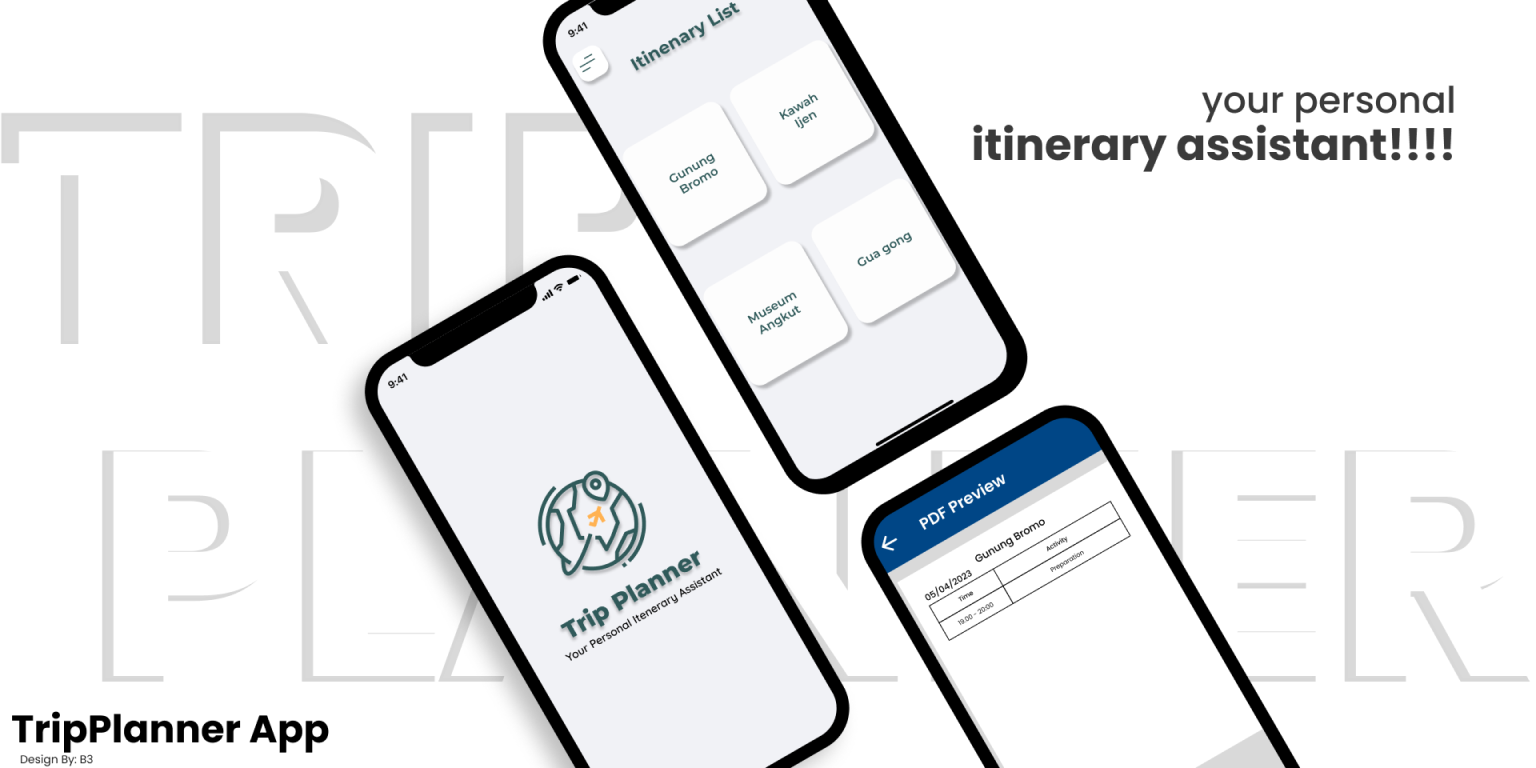 TRIP
PLANNER
9:41
Itinenary List
Gunung
Bromo
Kawah
Ijen
Museum
Angkut
Gua gong
your personal
itinerary assistant!!!!
9:41
Trip Planner
Your Personal Itenerary Assistant
PDF Preview
Gunung Bromo
05/04/2023
Time
Activity
19:00 - 20:00
Preparation
TripPlanner App
Design By: B3